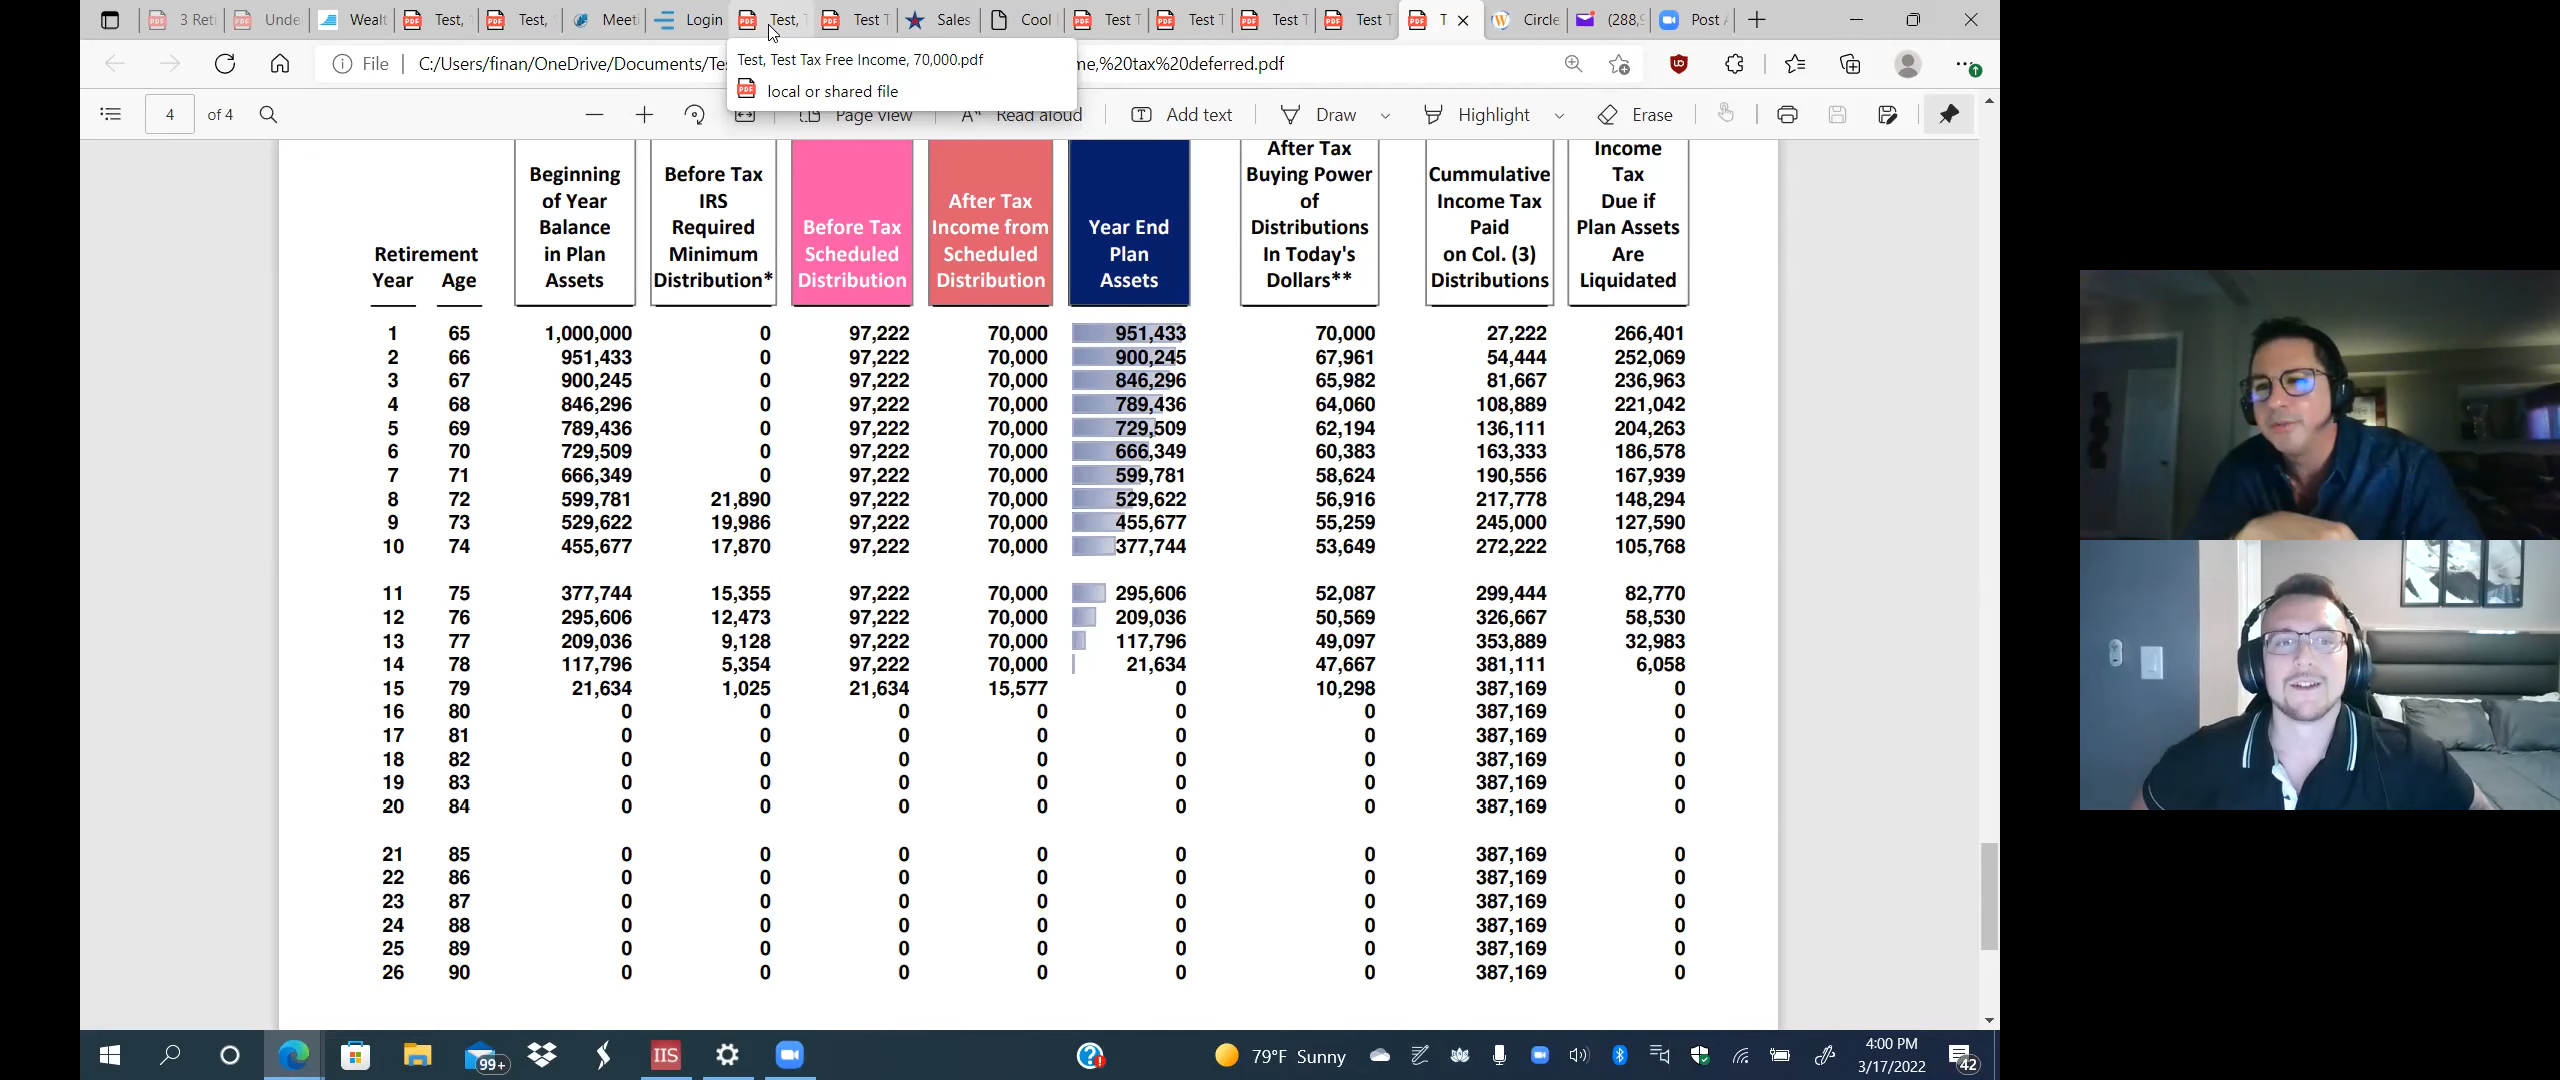 3 Reti
Unde
Wealt
Test,
Test,
Meeti
Login
Test,
Test T
Sales
Cool
Test T
Test T
Test T
Test T
T
Circle
(288,9
Post A
File
C:/Users/finan/OneDrive/Documents/Te
me,%20tax%20deferred.pdf
Test, Test Tax Free Income, 70,000.pdf
local or shared file
4 of 4
Page view
Read aloud
Add text
Draw
Highlight
Erase
Retirement
Year Age
Beginning
of Year
Balance
in Plan
Assets
Before Tax
IRS
Required
Minimum
Distribution*
Before Tax
Scheduled
Distribution
After Tax
Income from
Scheduled
Distribution
Year End
Plan
Assets
After Tax
Buying Power
of
Distributions
In Today's
Dollars**
Cummulative
Income Tax
Paid
on Col. (3)
Distributions
Income
Tax
Due if
Plan Assets
Are
Liquidated
1 65 1,000,000 0 97,222 70,000 951,433 70,000 27,222 266,401
2 66 951,433 0 97,222 70,000 900,245 67,961 54,444 252,069
3 67 900,245 0 97,222 70,000 846,296 65,982 81,667 236,963
4 68 846,296 0 97,222 70,000 789,436 64,060 108,889 221,042
5 69 789,436 0 97,222 70,000 729,509 62,194 136,111 204,263
6 70 729,509 0 97,222 70,000 666,349 60,383 163,333 186,578
7 71 666,349 0 97,222 70,000 599,781 58,624 190,556 167,939
8 72 599,781 21,890 97,222 70,000 529,622 56,916 217,778 148,294
9 73 529,622 19,986 97,222 70,000 455,677 55,259 245,000 127,590
10 74 455,677 17,870 97,222 70,000 377,744 53,649 272,222 105,768
11 75 377,744 15,355 97,222 70,000 295,606 52,087 299,444 82,770
12 76 295,606 12,473 97,222 70,000 209,036 50,569 326,667 58,530
13 77 209,036 9,128 97,222 70,000 117,796 49,097 353,889 32,983
14 78 117,796 5,354 97,222 70,000 21,634 47,667 381,111 6,058
15 79 21,634 1,025 21,634 15,577 0 10,298 387,169 0
16 80 0 0 0 0 0 0 387,169 0
17 81 0 0 0 0 0 0 387,169 0
18 82 0 0 0 0 0 0 387,169 0
19 83 0 0 0 0 0 0 387,169 0
20 84 0 0 0 0 0 0 387,169 0
21 85 0 0 0 0 0 0 387,169 0
22 86 0 0 0 0 0 0 387,169 0
23 87 0 0 0 0 0 0 387,169 0
24 88 0 0 0 0 0 0 387,169 0
25 89 0 0 0 0 0 0 387,169 0
26 90 0 0 0 0 0 0 387,169 0
99+
IIS
79°F Sunny
4:00 PM
3/17/2022
42